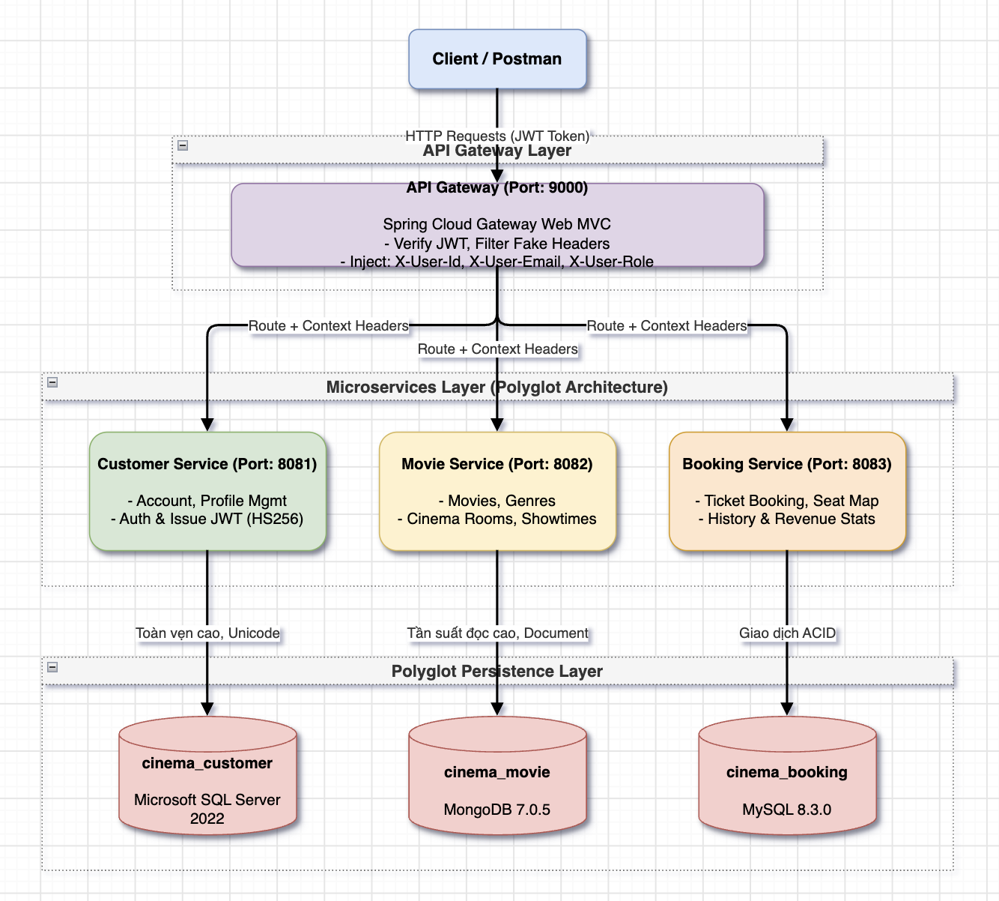 Client / Postman
HTTP Requests (JWT Token)
API Gateway Layer
API Gateway (Port: 9000)
Spring Cloud Gateway Web MVC
- Verify JWT, Filter Fake Headers
- Inject: X-User-Id, X-User-Email, X-User-Role
Route + Context Headers
Route + Context Headers
Route + Context Headers
Microservices Layer (Polyglot Architecture)
Customer Service (Port: 8081)
- Account, Profile Mgmt
- Auth & Issue JWT (HS256)
Movie Service (Port: 8082)
- Movies, Genres
- Cinema Rooms, Showtimes
Booking Service (Port: 8083)
- Ticket Booking, Seat Map
- History & Revenue Stats
Toàn vẹn cao, Unicode
Tần suất đọc cao, Document
Giao dịch ACID
Polyglot Persistence Layer
cinema_customer
Microsoft SQL Server
2022
cinema_movie
MongoDB 7.0.5
cinema_booking
MySQL 8.3.0